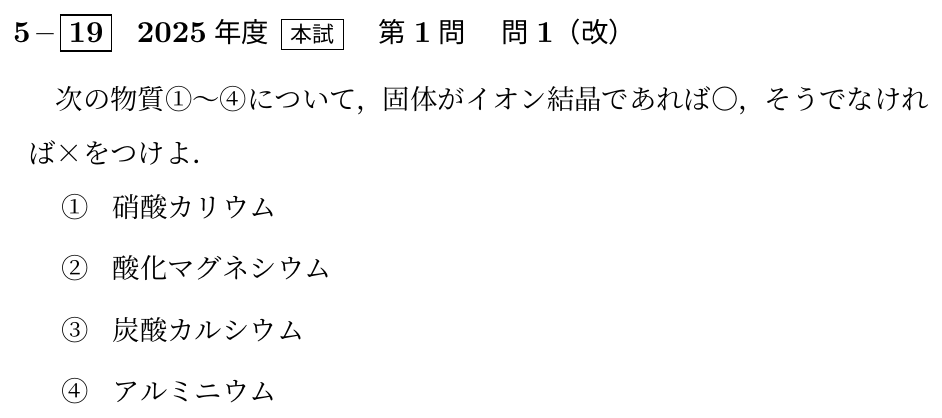 5–19 2025 年度 本試 第 1 問 問 1（改）
次の物質①～④について，固体がイオン結晶であれば○，そうでなけれ
ば×をつけよ．
① 硝酸カリウム
② 酸化マグネシウム
③ 炭酸カルシウム
④ アルミニウム